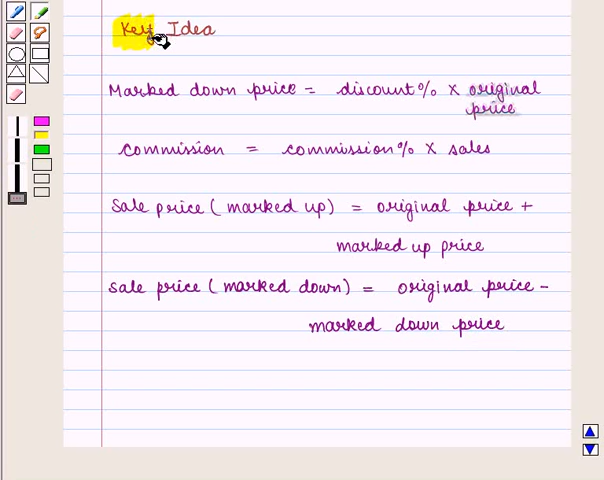 Key Idea
Marked down price = discount% × original
price
commission = commission% × sales
Sale price (marked up) = original price +
marked up price
Sale price (marked down) = original price -
marked down price